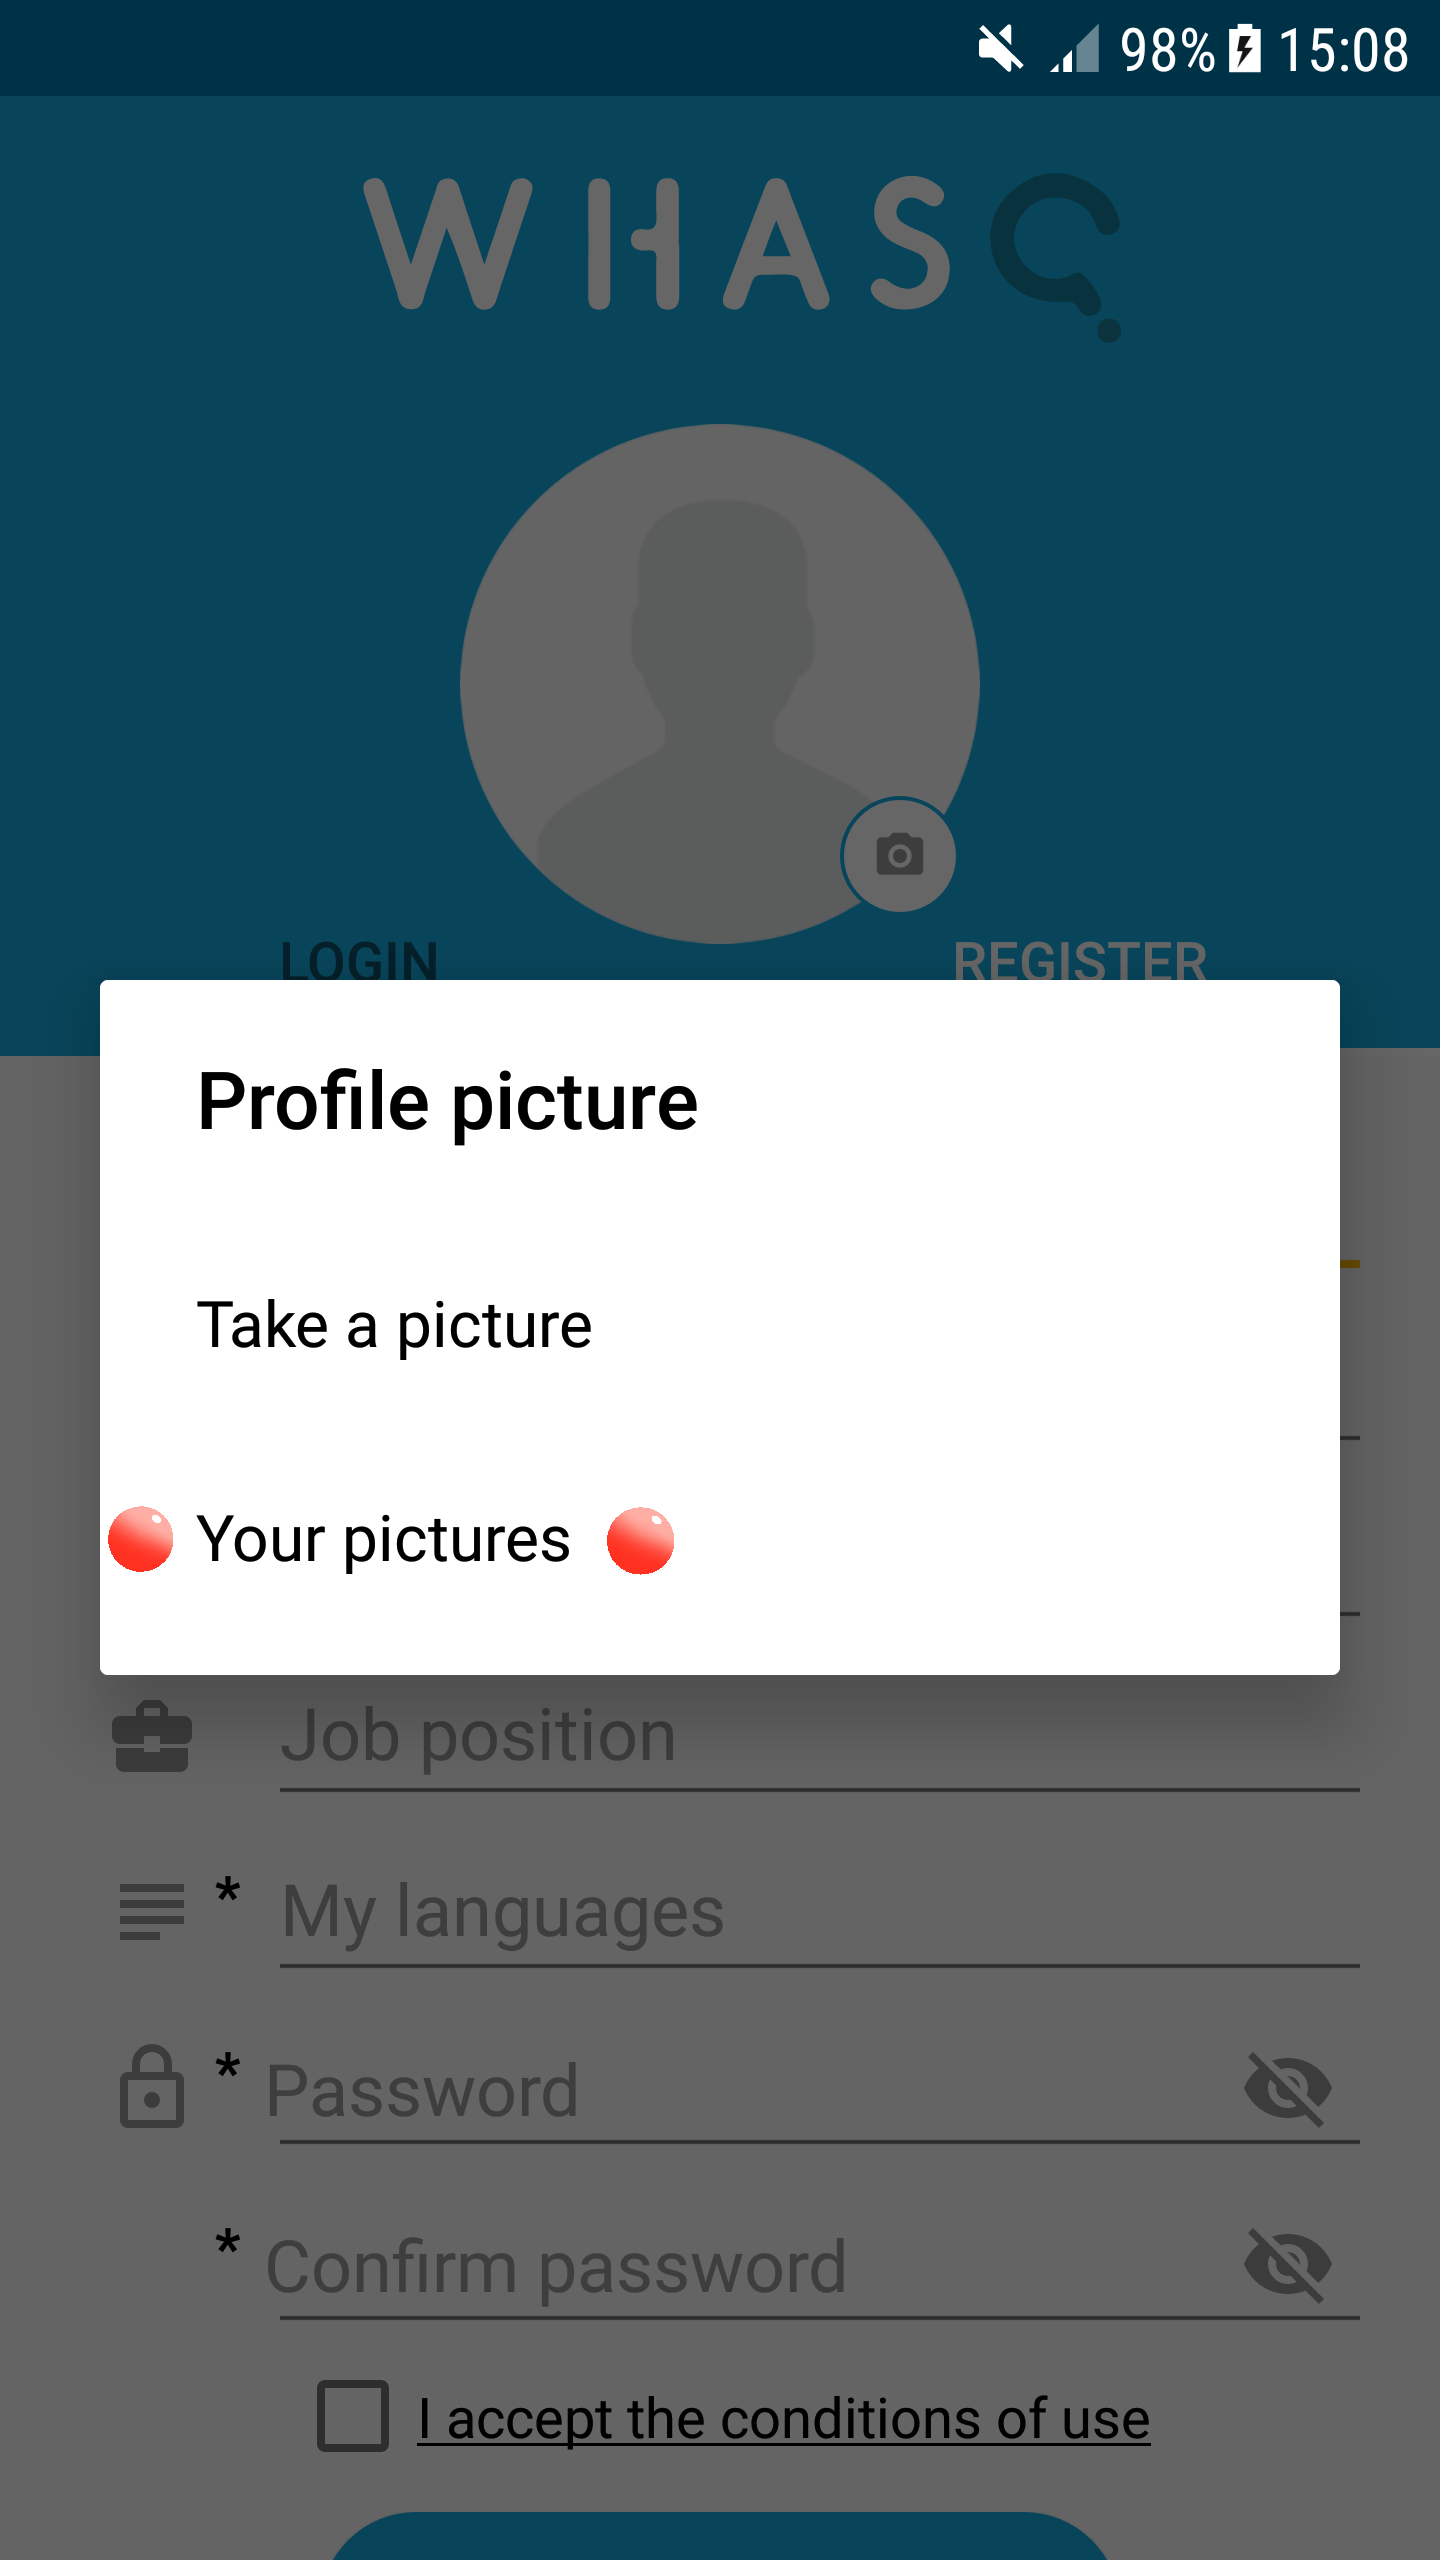 98% 15:08
WHAS?
LOGIN REGISTER
Profile picture
Take a picture
Your pictures
Job position
* My languages
* Password
* Confirm password
I accept the conditions of use